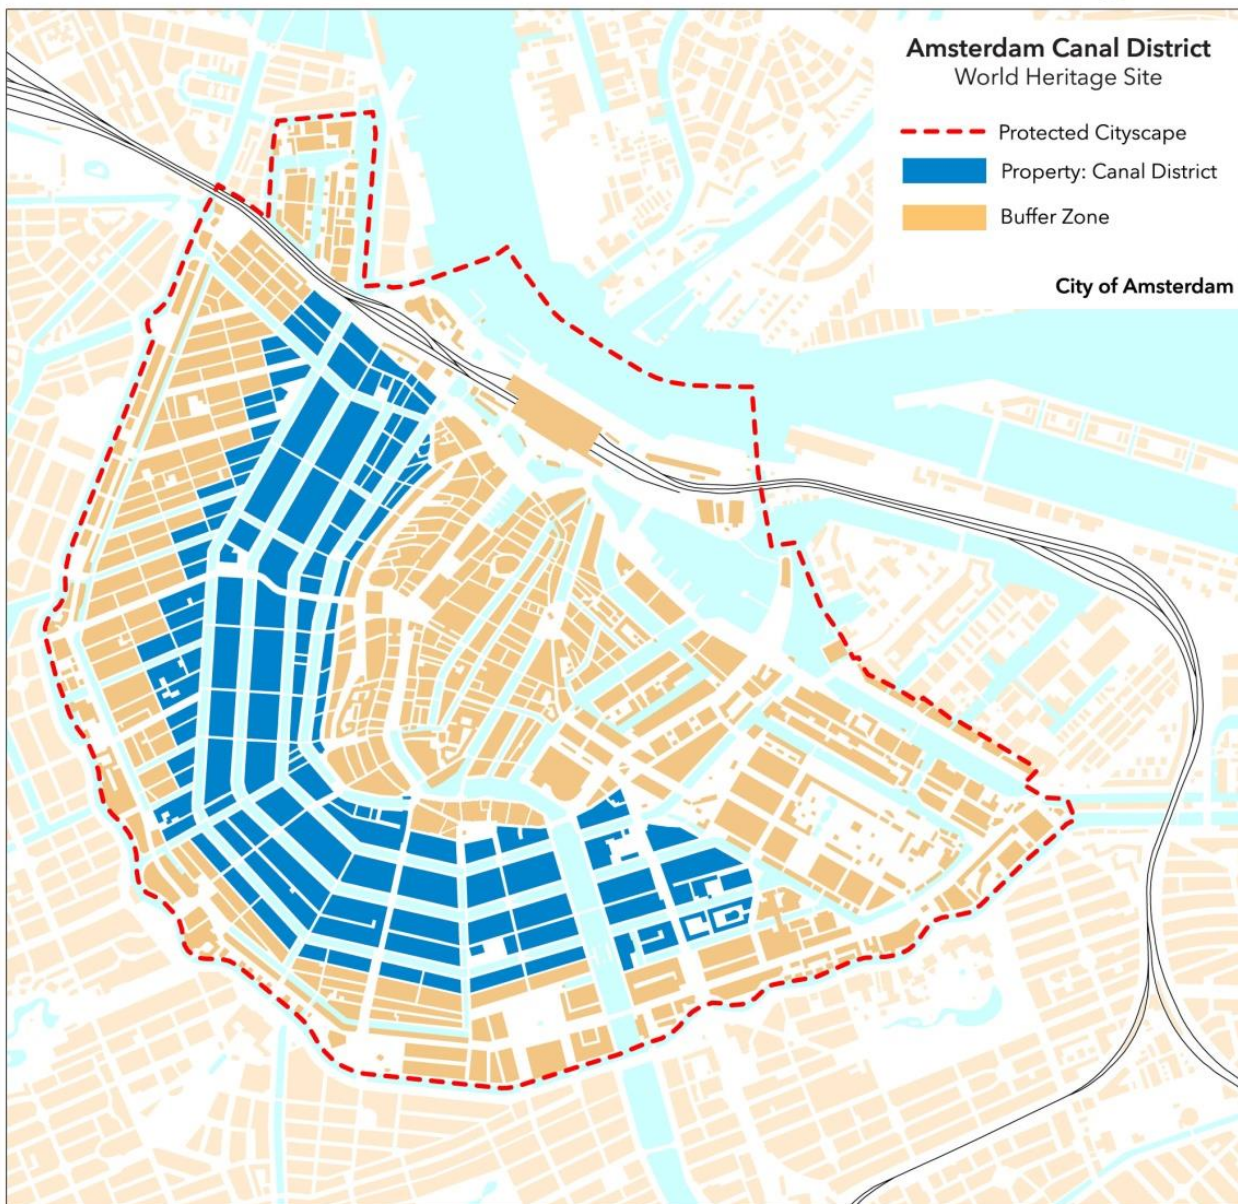 Amsterdam Canal District
World Heritage Site
Protected Cityscape
Property: Canal District
Buffer Zone
City of Amsterdam